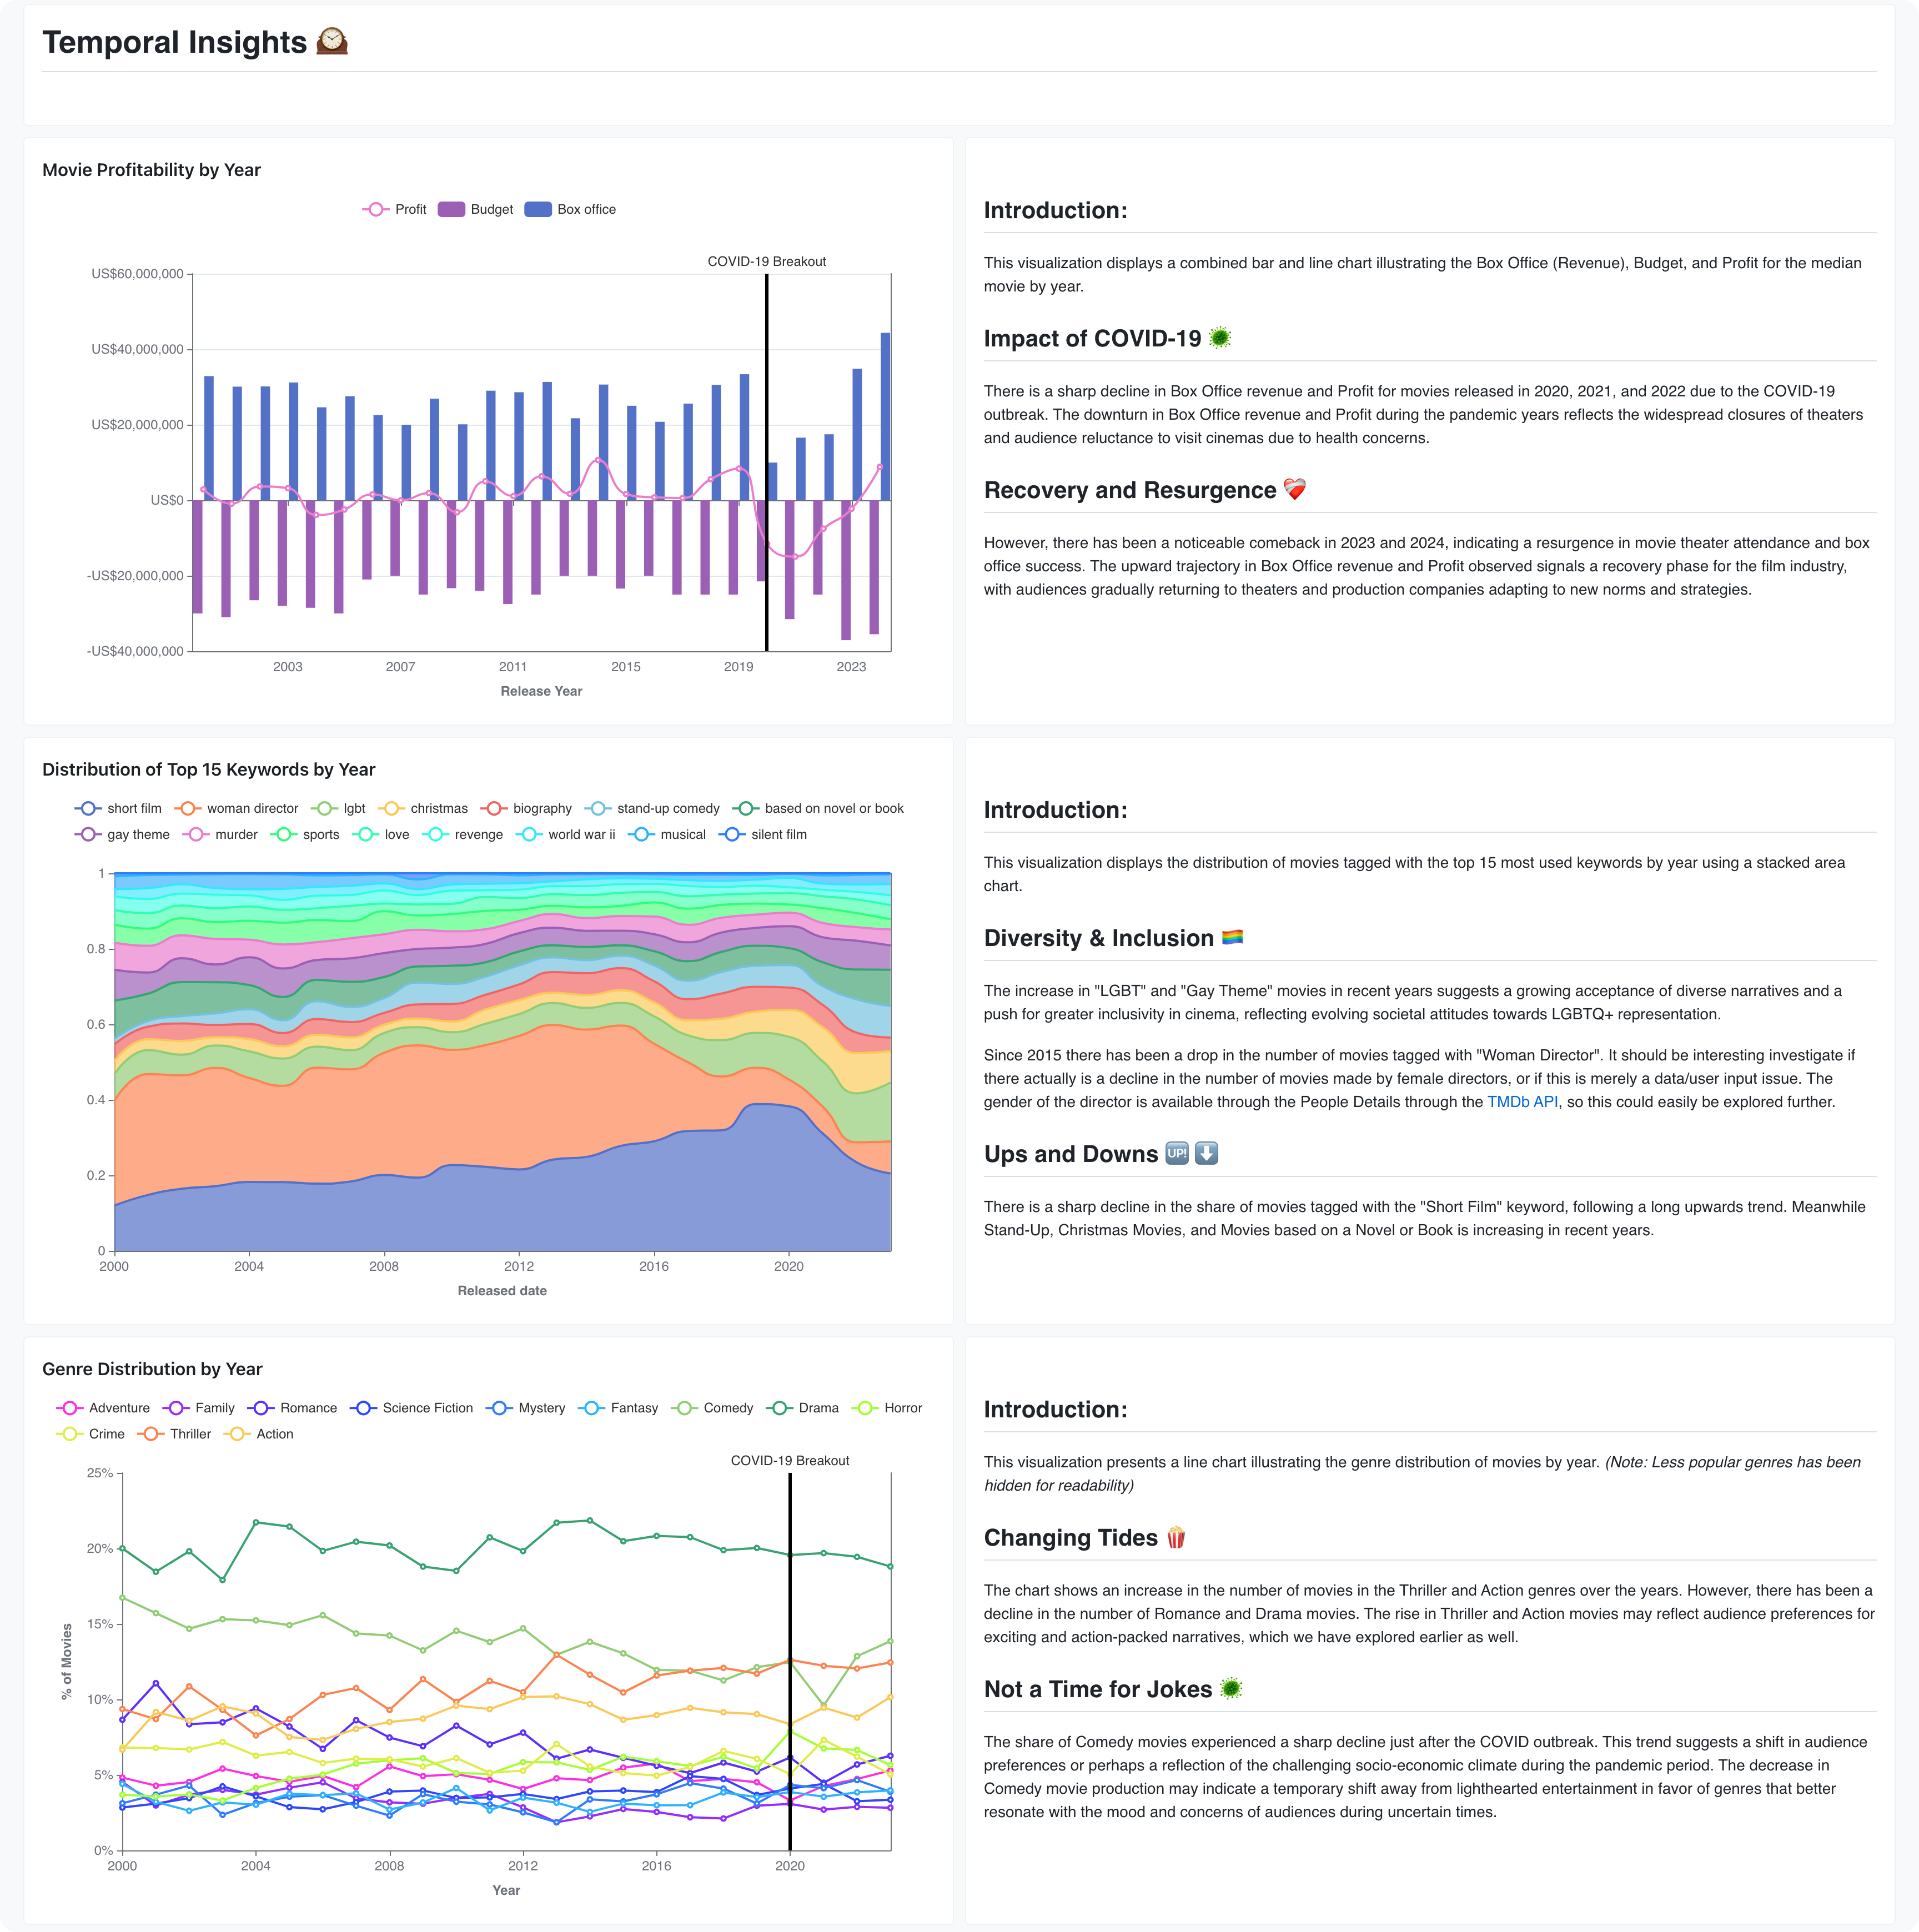 Temporal Insights 🕰️
Movie Profitability by Year
Profit Budget Box office
COVID-19 Breakout
US$60,000,000
US$40,000,000
US$20,000,000
US$0
-US$20,000,000
-US$40,000,000
2003 2007 2011 2015 2019 2023
Release Year
Introduction:
This visualization displays a combined bar and line chart illustrating the Box Office (Revenue), Budget, and Profit for the median
movie by year.
Impact of COVID-19 🦠
There is a sharp decline in Box Office revenue and Profit for movies released in 2020, 2021, and 2022 due to the COVID-19
outbreak. The downturn in Box Office revenue and Profit during the pandemic years reflects the widespread closures of theaters
and audience reluctance to visit cinemas due to health concerns.
Recovery and Resurgence ❤️‍🩹
However, there has been a noticeable comeback in 2023 and 2024, indicating a resurgence in movie theater attendance and box
office success. The upward trajectory in Box Office revenue and Profit observed signals a recovery phase for the film industry,
with audiences gradually returning to theaters and production companies adapting to new norms and strategies.
Distribution of Top 15 Keywords by Year
short film woman director lgbt christmas biography stand-up comedy based on novel or book
gay theme murder sports love revenge world war ii musical silent film
1
0.8
0.6
0.4
0.2
0
2000 2004 2008 2012 2016 2020
Released date
Introduction:
This visualization displays the distribution of movies tagged with the top 15 most used keywords by year using a stacked area
chart.
Diversity & Inclusion 🏳️‍🌈
The increase in "LGBT" and "Gay Theme" movies in recent years suggests a growing acceptance of diverse narratives and a
push for greater inclusivity in cinema, reflecting evolving societal attitudes towards LGBTQ+ representation.
Since 2015 there has been a drop in the number of movies tagged with "Woman Director". It should be interesting investigate if
there actually is a decline in the number of movies made by female directors, or if this is merely a data/user input issue. The
gender of the director is available through the People Details through the TMDb API, so this could easily be explored further.
Ups and Downs 🆙 ⬇️
There is a sharp decline in the share of movies tagged with the "Short Film" keyword, following a long upwards trend. Meanwhile
Stand-Up, Christmas Movies, and Movies based on a Novel or Book is increasing in recent years.
Genre Distribution by Year
Adventure Family Romance Science Fiction Mystery Fantasy Comedy Drama Horror
Crime Thriller Action
COVID-19 Breakout
25%
20%
15%
10%
5%
0%
% of Movies
2000 2004 2008 2012 2016 2020
Year
Introduction:
This visualization presents a line chart illustrating the genre distribution of movies by year. (Note: Less popular genres has been
hidden for readability)
Changing Tides 🍿
The chart shows an increase in the number of movies in the Thriller and Action genres over the years. However, there has been a
decline in the number of Romance and Drama movies. The rise in Thriller and Action movies may reflect audience preferences for
exciting and action-packed narratives, which we have explored earlier as well.
Not a Time for Jokes 🦠
The share of Comedy movies experienced a sharp decline just after the COVID outbreak. This trend suggests a shift in audience
preferences or perhaps a reflection of the challenging socio-economic climate during the pandemic period. The decrease in
Comedy movie production may indicate a temporary shift away from lighthearted entertainment in favor of genres that better
resonate with the mood and concerns of audiences during uncertain times.